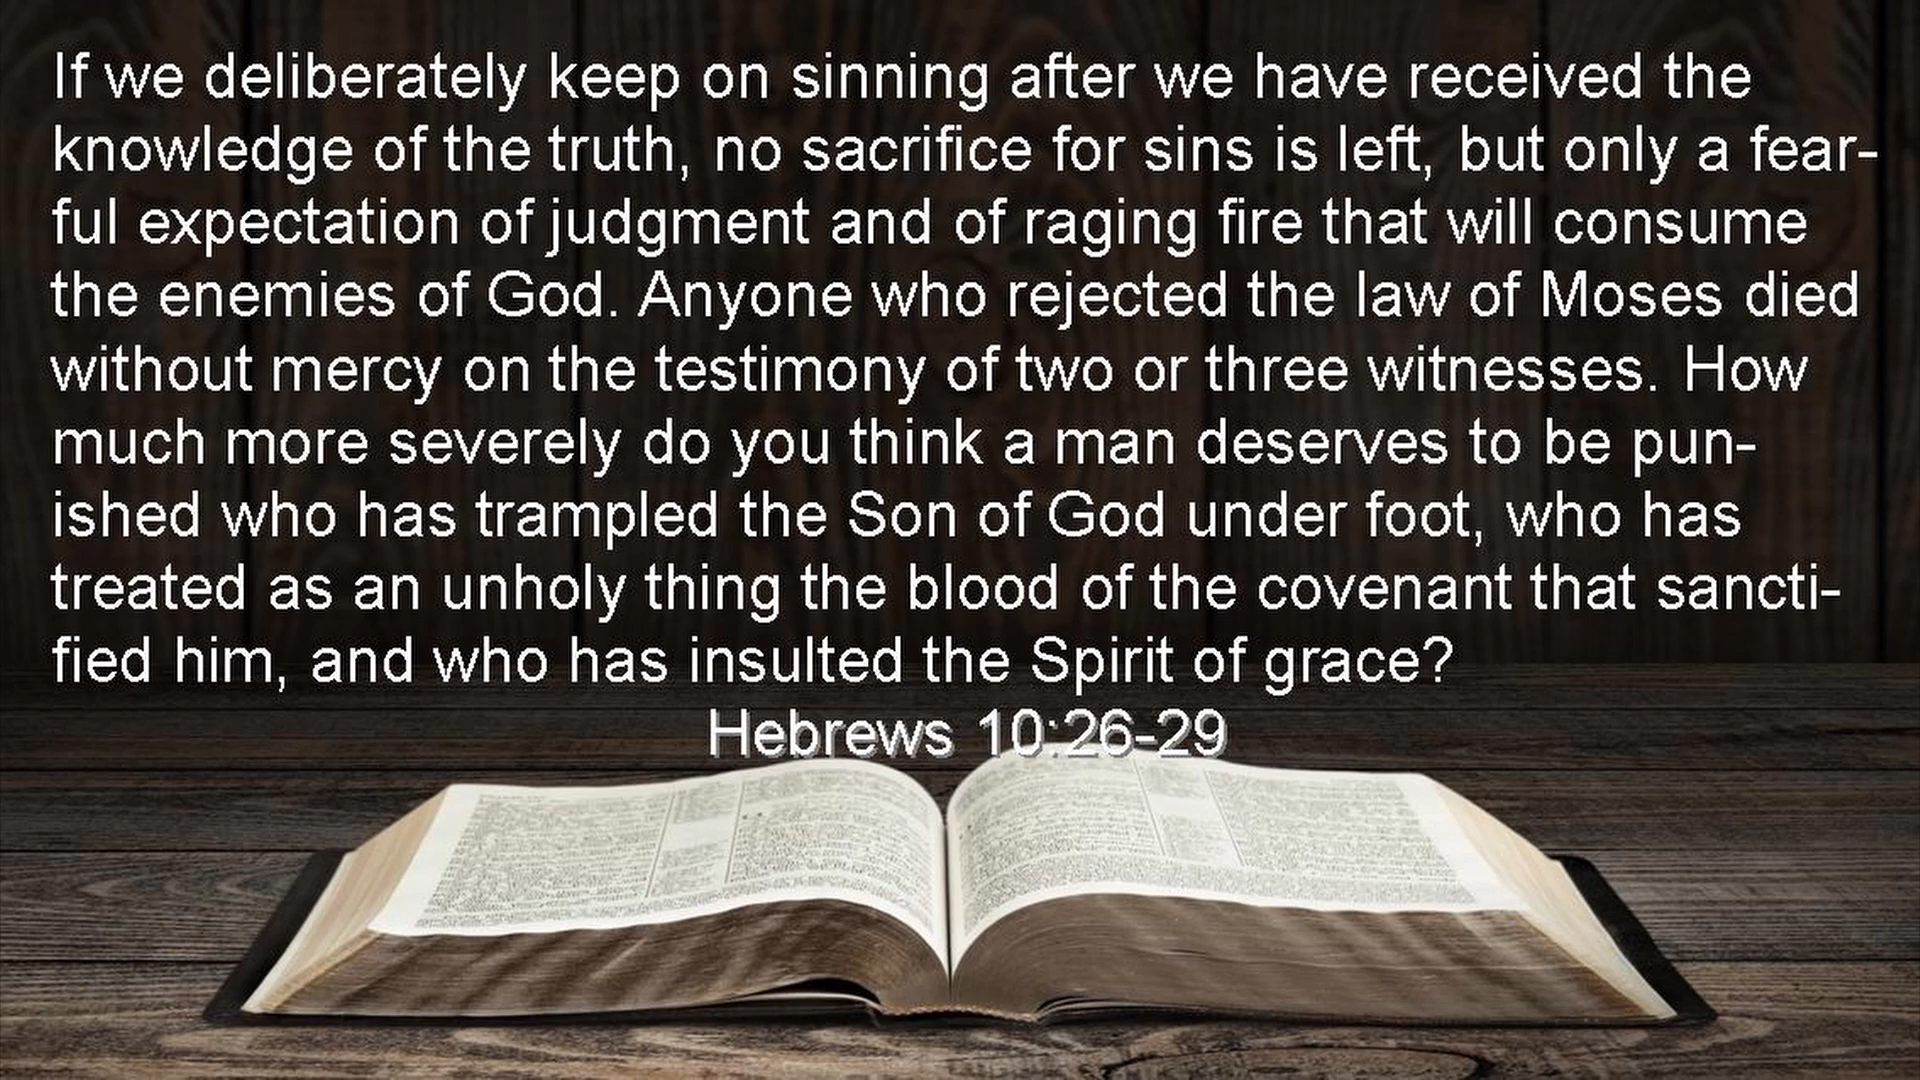 If we deliberately keep on sinning after we have received the
knowledge of the truth, no sacrifice for sins is left, but only a fear-
ful expectation of judgment and of raging fire that will consume
the enemies of God. Anyone who rejected the law of Moses died
without mercy on the testimony of two or three witnesses. How
much more severely do you think a man deserves to be pun-
ished who has trampled the Son of God under foot, who has
treated as an unholy thing the blood of the covenant that sancti-
fied him, and who has insulted the Spirit of grace?
Hebrews 10:26-29